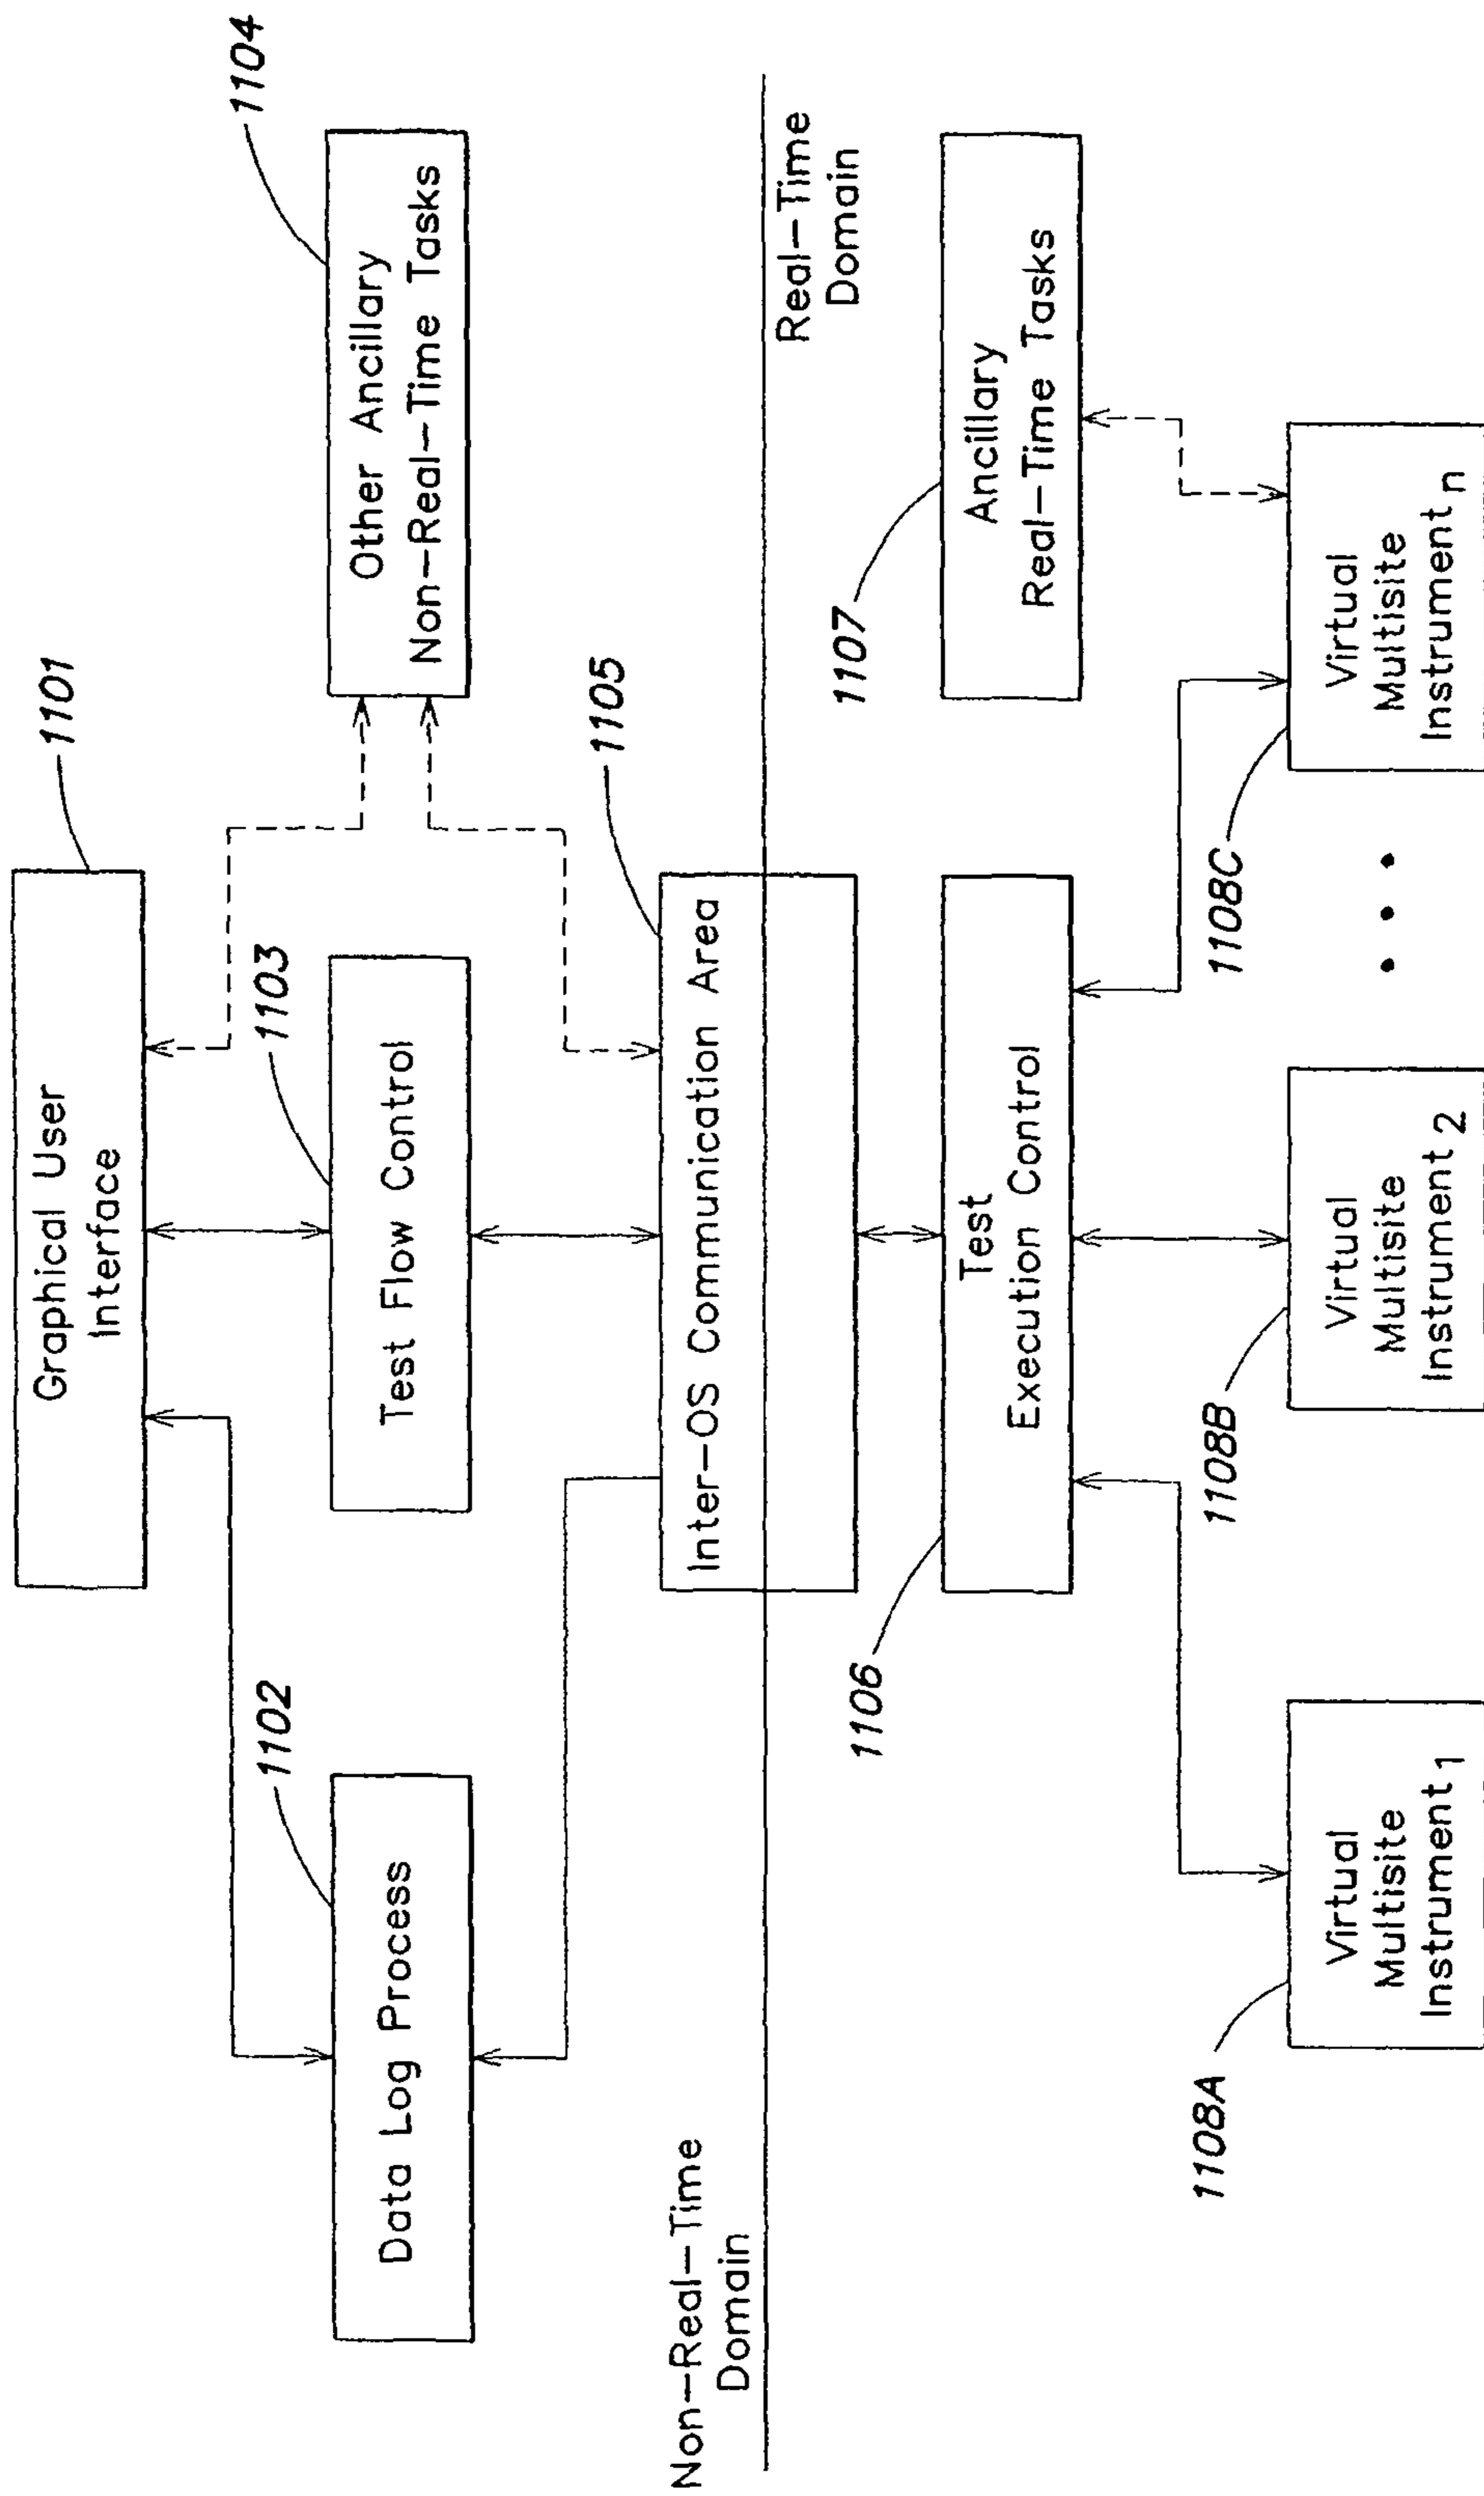 1101
Graphical User
Interface
1102
Data Log Process
1103
Test Flow Control
1104
Other Ancillary
Non-Real-Time Tasks
1105
Inter-OS Communication Area
Non-Real-Time
Domain
Real-Time
Domain
1106
Test
Execution Control
1107
Ancillary
Real-Time Tasks
1108A
Virtual
Multisite
Instrument 1
1108B
Virtual
Multisite
Instrument 2
1108C
Virtual
Multisite
Instrument n
• • •